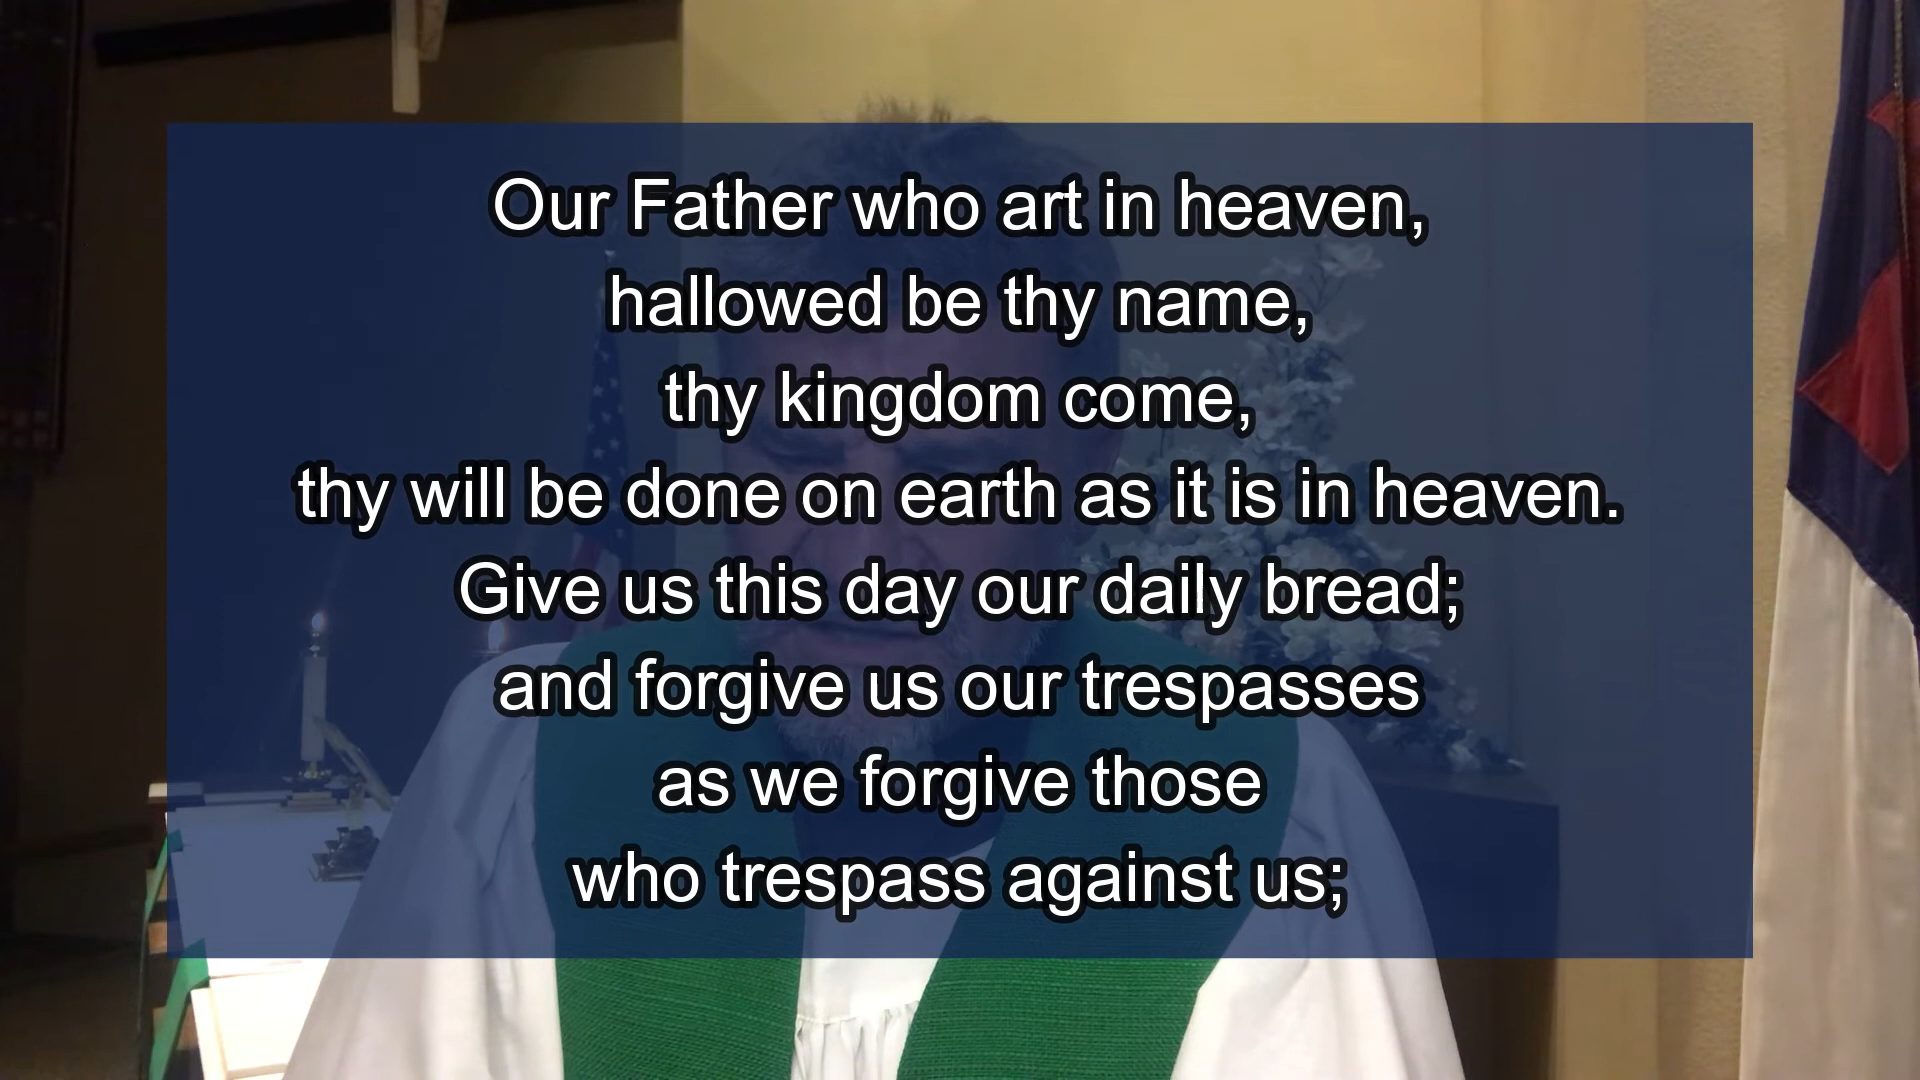 Our Father who art in heaven,
hallowed be thy name,
thy kingdom come,
thy will be done on earth as it is in heaven.
Give us this day our daily bread;
and forgive us our trespasses
as we forgive those
who trespass against us;